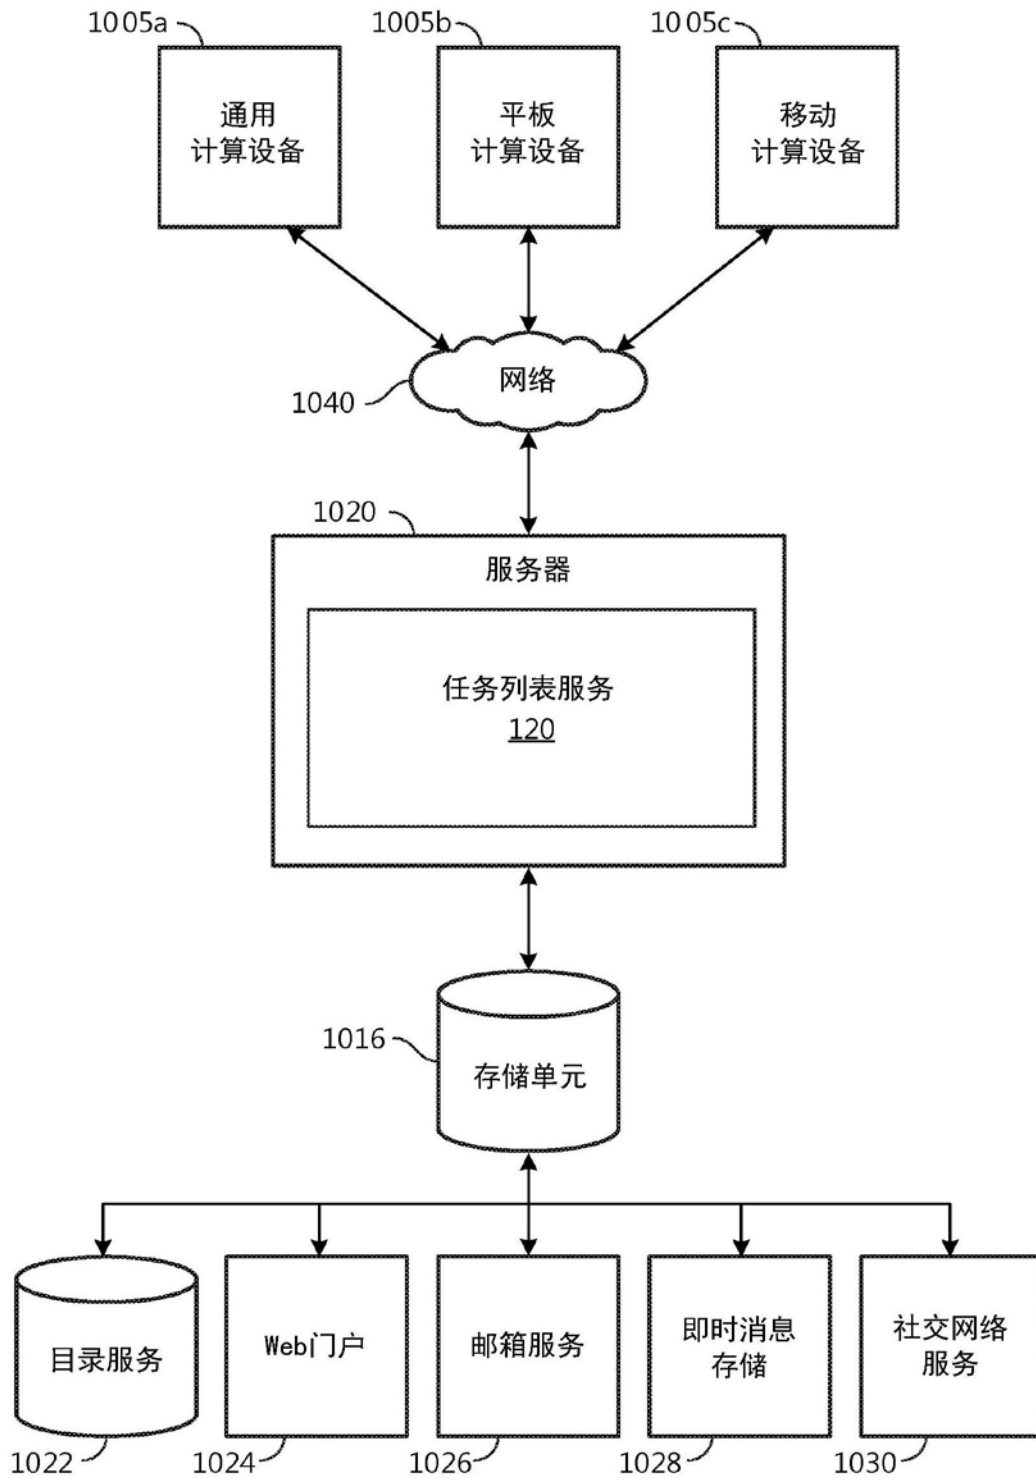 1005a
1005b
1005c
通用
计算设备
平板
计算设备
移动
计算设备
网络
1040
1020
服务器
任务列表服务
120
1016
存储单元
目录服务
Web门户
邮箱服务
即时消息
存储
社交网络
服务
1022
1024
1026
1028
1030